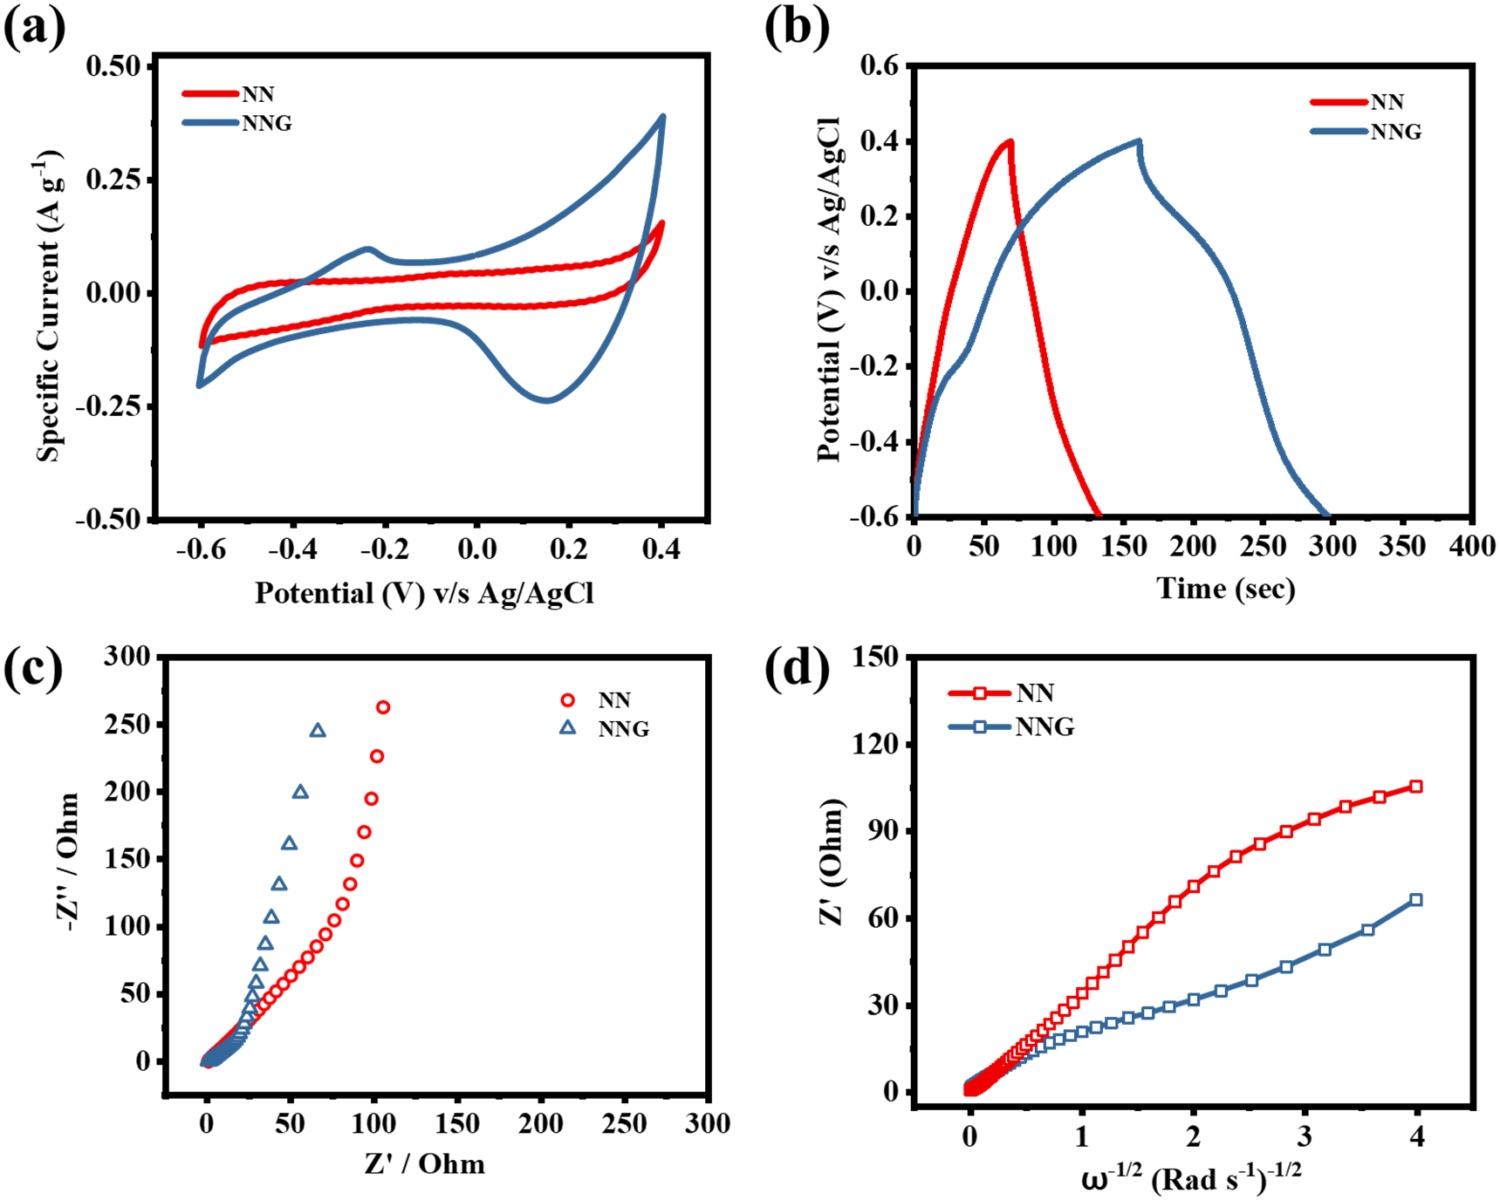 (a)
0.50
0.25
0.00
-0.25
-0.50
Specific Current (A g⁻¹)
NN
NNG
-0.6 -0.4 -0.2 0.0 0.2 0.4
Potential (V) v/s Ag/AgCl
(b)
0.6
0.4
0.2
0.0
-0.2
-0.4
-0.6
Potential (V) v/s Ag/AgCl
NN
NNG
0 50 100 150 200 250 300 350 400
Time (sec)
(c)
300
250
200
150
100
50
0
-Z'' / Ohm
NN
NNG
0 50 100 150 200 250 300
Z' / Ohm
(d)
150
120
90
60
30
0
Z' (Ohm)
NN
NNG
0 1 2 3 4
ω⁻¹/² (Rad s⁻¹)⁻¹/²